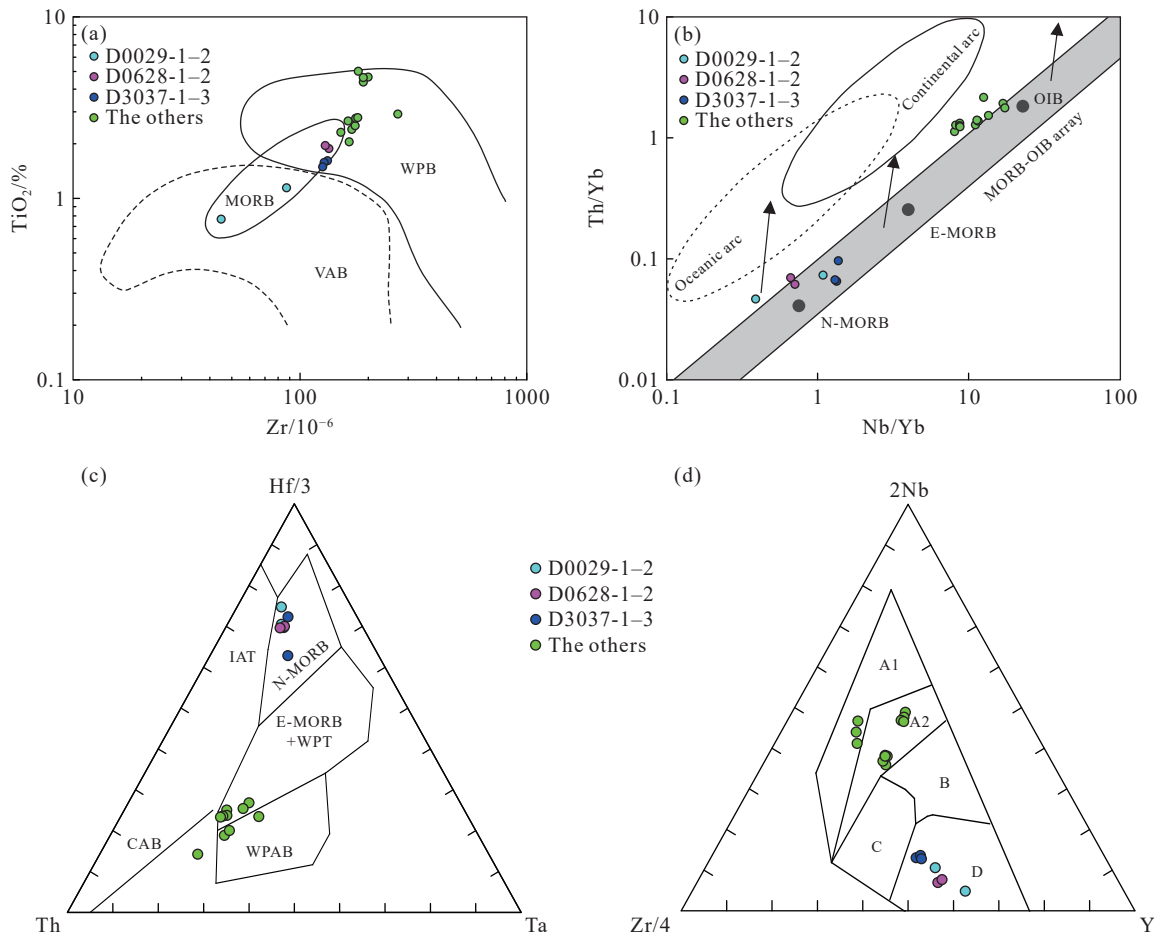 (a)
D0029-1–2
D0628-1–2
D3037-1–3
The others
WPB
MORB
VAB
10
1
0.1
TiO₂/%
10
100
1000
Zr/10⁻⁶
(b)
D0029-1–2
D0628-1–2
D3037-1–3
The others
Continental arc
Oceanic arc
OIB
MORB-OIB array
E-MORB
N-MORB
10
1
0.1
0.01
Th/Yb
0.1
1
10
100
Nb/Yb
(c)
Hf/3
IAT
N-MORB
E-MORB
+WPT
CAB
WPAB
Th
Ta
D0029-1–2
D0628-1–2
D3037-1–3
The others
(d)
2Nb
A1
A2
B
C
D
Zr/4
Y